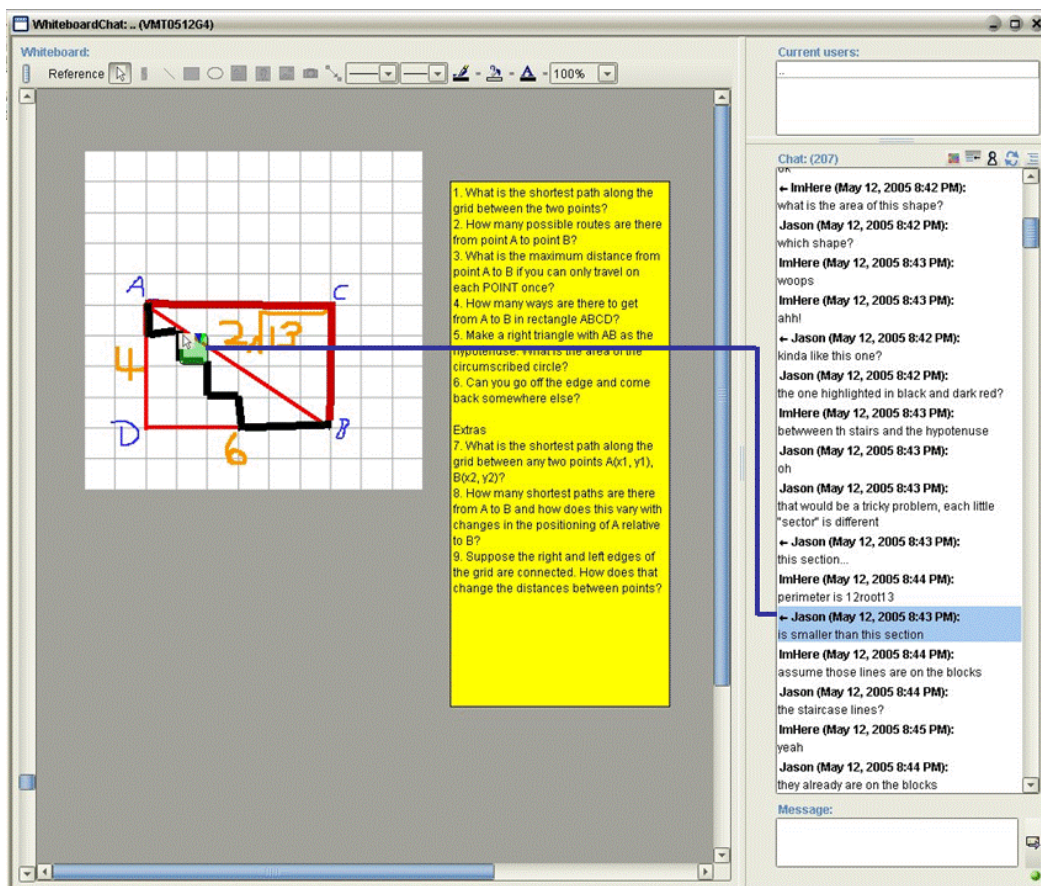 WhiteboardChat: .. (VMT0512G4)
Whiteboard:
Reference
100%
A
C
2√13
4
D
6
B
1. What is the shortest path along the
grid between the two points?
2. How many possible routes are there
from point A to point B?
3. What is the maximum distance from
point A to B if you can only travel on
each POINT once?
4. How many ways are there to get
from A to B in rectangle ABCD?
5. Make a right triangle with AB as the
hypotenuse. What is the area of the
circumscribed circle?
6. Can you go off the edge and come
back somewhere else?
Extras
7. What is the shortest path along the
grid between any two points A(x1, y1),
B(x2, y2)?
8. How many shortest paths are there
from A to B and how does this vary with
changes in the positioning of A relative
to B?
9. Suppose the right and left edges of
the grid are connected. How does that
change the distances between points?
Current users:
..
Chat: (207)
ok
← ImHere (May 12, 2005 8:42 PM):
what is the area of this shape?
Jason (May 12, 2005 8:42 PM):
which shape?
ImHere (May 12, 2005 8:43 PM):
woops
ImHere (May 12, 2005 8:43 PM):
ahh!
← Jason (May 12, 2005 8:42 PM):
kinda like this one?
Jason (May 12, 2005 8:42 PM):
the one highlighted in black and dark red?
ImHere (May 12, 2005 8:43 PM):
betwween th stairs and the hypotenuse
Jason (May 12, 2005 8:43 PM):
oh
Jason (May 12, 2005 8:43 PM):
that would be a tricky problem, each little
"sector" is different
← Jason (May 12, 2005 8:43 PM):
this section...
ImHere (May 12, 2005 8:44 PM):
perimeter is 12root13
← Jason (May 12, 2005 8:43 PM):
is smaller than this section
ImHere (May 12, 2005 8:44 PM):
assume those lines are on the blocks
Jason (May 12, 2005 8:44 PM):
the staircase lines?
ImHere (May 12, 2005 8:45 PM):
yeah
Jason (May 12, 2005 8:44 PM):
they already are on the blocks
Message: